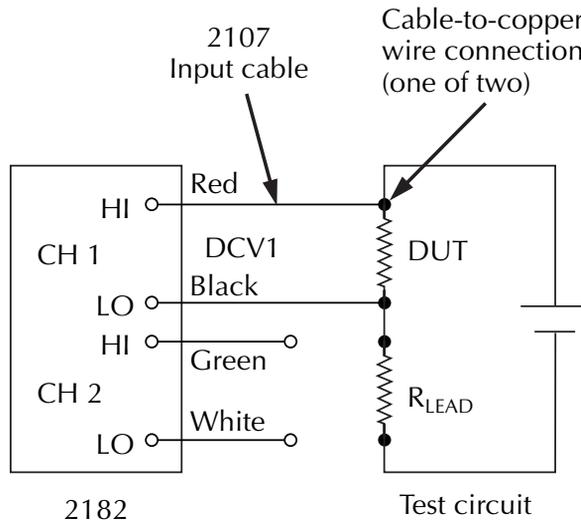 2107
Input cable
Cable-to-copper
wire connection
(one of two)
Red
HI
CH 1
DCV1
DUT
Black
LO
HI
Green
CH 2
R_LEAD
White
LO
2182
Test circuit